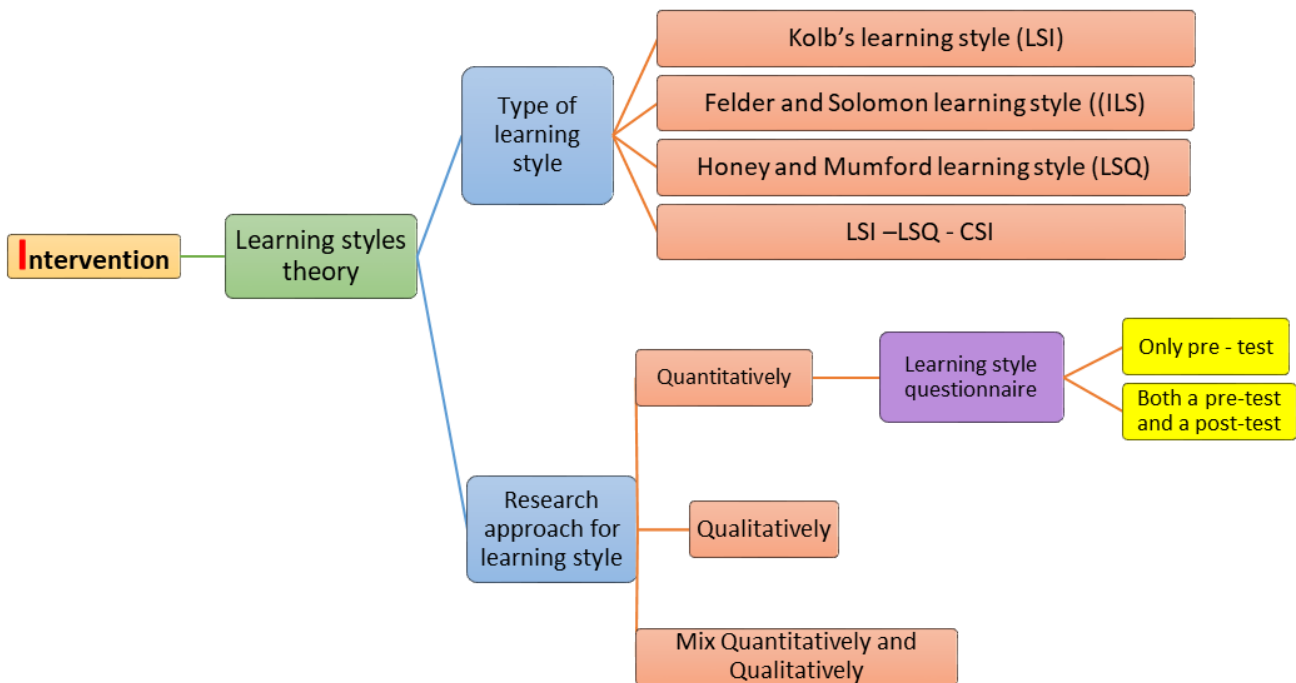 Kolb’s learning style (LSI)
Type of
learning
style
Felder and Solomon learning style ((ILS)
Honey and Mumford learning style (LSQ)
LSI –LSQ - CSI
Intervention
Learning styles
theory
Quantitatively
Learning style
questionnaire
Only pre - test
Both a pre-test
and a post-test
Research
approach for
learning style
Qualitatively
Mix Quantitatively and
Qualitatively